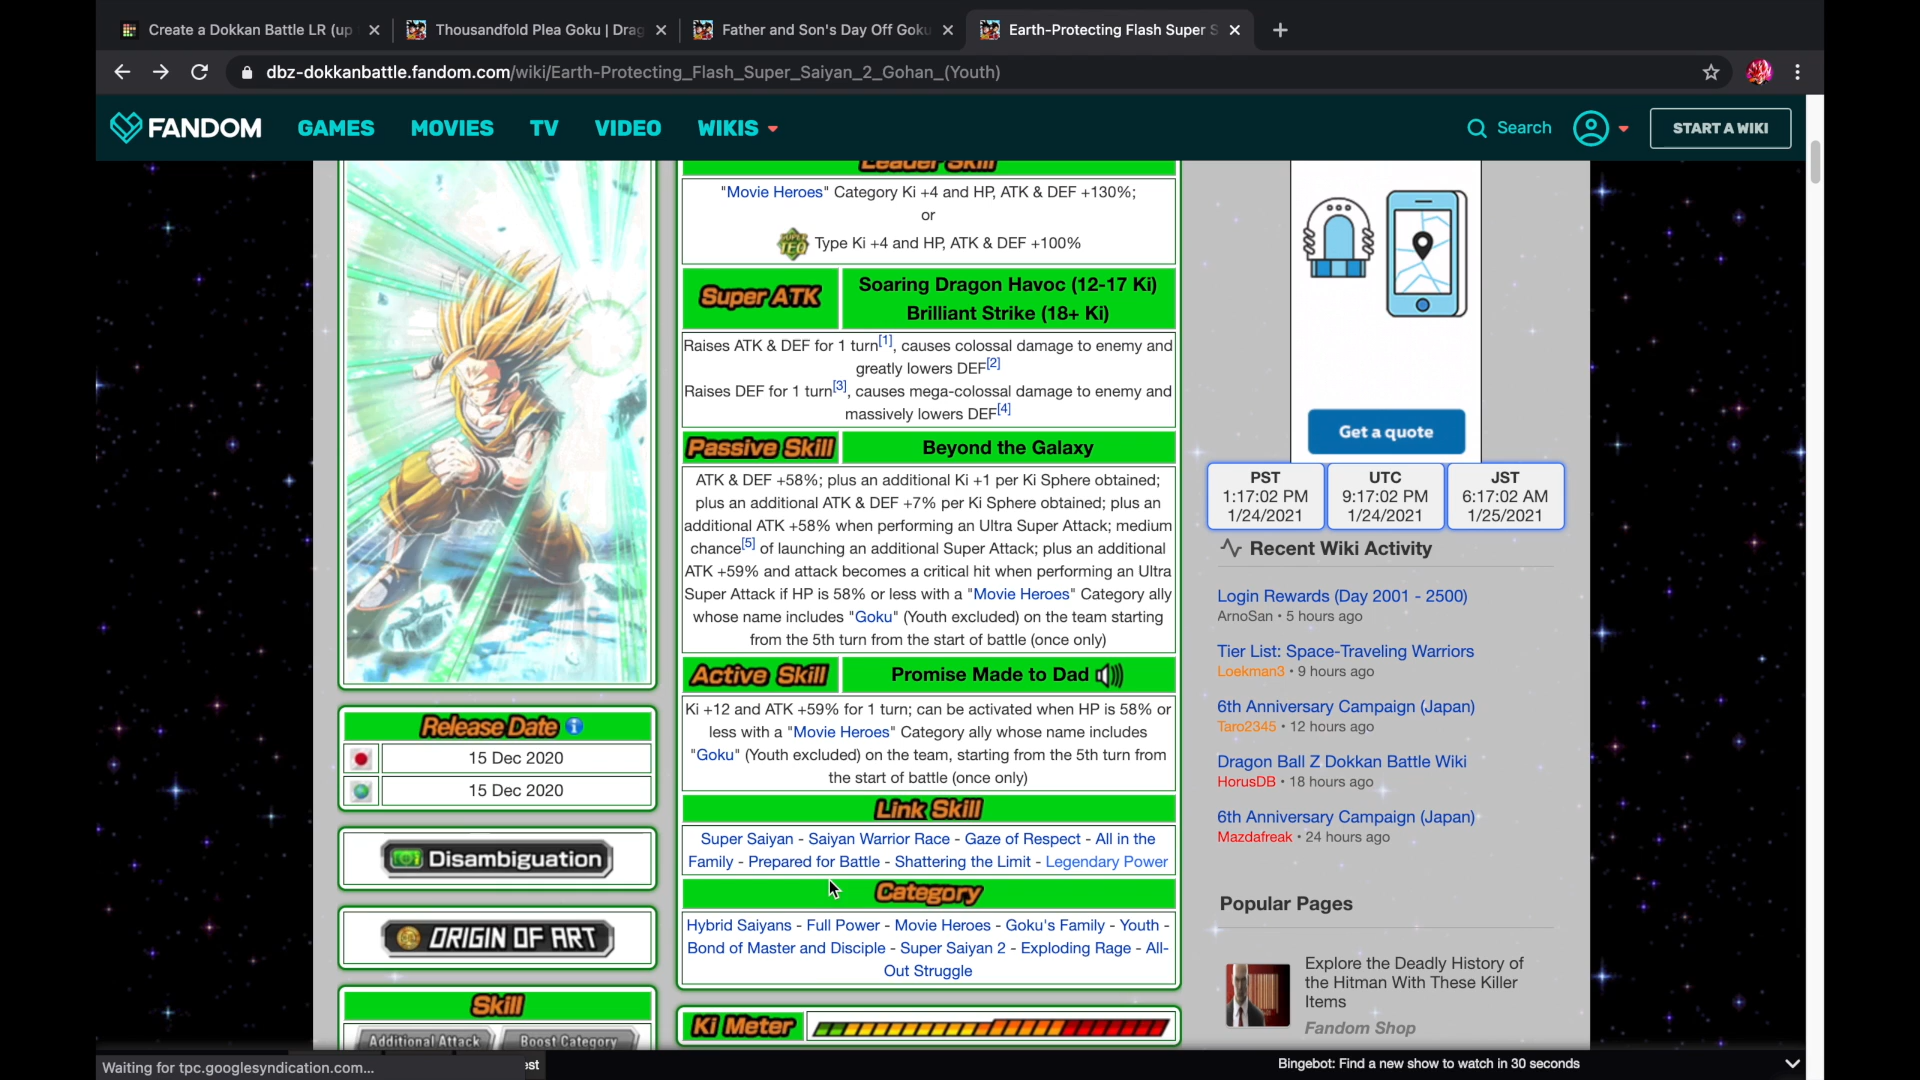 Create a Dokkan Battle LR (up
Thousandfold Plea Goku | Drag
Father and Son's Day Off Goku
Earth-Protecting Flash Super S
dbz-dokkanbattle.fandom.com/wiki/Earth-Protecting_Flash_Super_Saiyan_2_Gohan_(Youth)
FANDOM
GAMES
MOVIES
TV
VIDEO
WIKIS
Search
START A WIKI
Leader Skill
"Movie Heroes" Category Ki +4 and HP, ATK & DEF +130%;
or
SUPER TEQ Type Ki +4 and HP, ATK & DEF +100%
Super ATK
Soaring Dragon Havoc (12-17 Ki)
Brilliant Strike (18+ Ki)
Raises ATK & DEF for 1 turn[1], causes colossal damage to enemy and
greatly lowers DEF[2]
Raises DEF for 1 turn[3], causes mega-colossal damage to enemy and
massively lowers DEF[4]
Passive Skill
Beyond the Galaxy
ATK & DEF +58%; plus an additional Ki +1 per Ki Sphere obtained;
plus an additional ATK & DEF +7% per Ki Sphere obtained; plus an
additional ATK +58% when performing an Ultra Super Attack; medium
chance[5] of launching an additional Super Attack; plus an additional
ATK +59% and attack becomes a critical hit when performing an Ultra
Super Attack if HP is 58% or less with a "Movie Heroes" Category ally
whose name includes "Goku" (Youth excluded) on the team starting
from the 5th turn from the start of battle (once only)
Active Skill
Promise Made to Dad
Ki +12 and ATK +59% for 1 turn; can be activated when HP is 58% or
less with a "Movie Heroes" Category ally whose name includes
"Goku" (Youth excluded) on the team, starting from the 5th turn from
the start of battle (once only)
Link Skill
Super Saiyan - Saiyan Warrior Race - Gaze of Respect - All in the
Family - Prepared for Battle - Shattering the Limit - Legendary Power
Category
Hybrid Saiyans - Full Power - Movie Heroes - Goku's Family - Youth -
Bond of Master and Disciple - Super Saiyan 2 - Exploding Rage - All-
Out Struggle
Ki Meter
Release Date
15 Dec 2020
15 Dec 2020
Disambiguation
ORIGIN OF ART
Skill
Additional Attack
Boost Category
Get a quote
PST
1:17:02 PM
1/24/2021
UTC
9:17:02 PM
1/24/2021
JST
6:17:02 AM
1/25/2021
Recent Wiki Activity
Login Rewards (Day 2001 - 2500)
ArnoSan • 5 hours ago
Tier List: Space-Traveling Warriors
Loekman3 • 9 hours ago
6th Anniversary Campaign (Japan)
Taro2345 • 12 hours ago
Dragon Ball Z Dokkan Battle Wiki
HorusDB • 18 hours ago
6th Anniversary Campaign (Japan)
Mazdafreak • 24 hours ago
Popular Pages
Explore the Deadly History of
the Hitman With These Killer
Items
Fandom Shop
Waiting for tpc.googlesyndication.com...
est
Bingebot: Find a new show to watch in 30 seconds